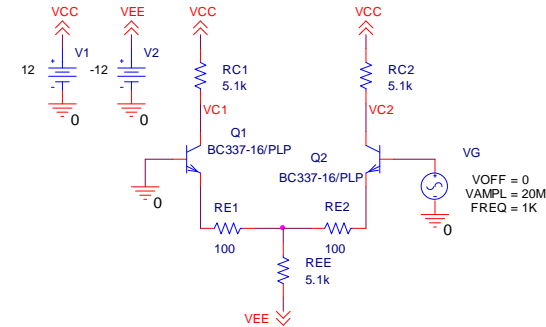 VCC VEE VCC VCC
V1 V2
12 -12
0 0
RC1 RC2
5.1k 5.1k
VC1 VC2
Q1
BC337-16/PLP
Q2
BC337-16/PLP
VG
VOFF = 0
VAMPL = 20M
FREQ = 1K
0 0
RE1 RE2
100 100
REE
5.1k
VEE